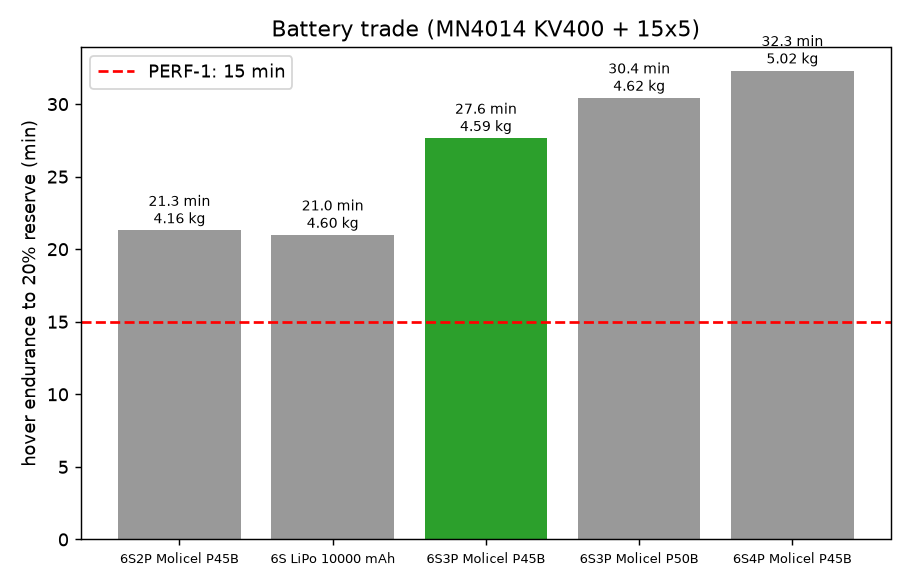 Battery trade (MN4014 KV400 + 15x5)
PERF-1: 15 min
hover endurance to 20% reserve (min)
30
25
20
15
10
5
0
21.3 min
4.16 kg
21.0 min
4.60 kg
27.6 min
4.59 kg
30.4 min
4.62 kg
32.3 min
5.02 kg
6S2P Molicel P45B
6S LiPo 10000 mAh
6S3P Molicel P45B
6S3P Molicel P50B
6S4P Molicel P45B